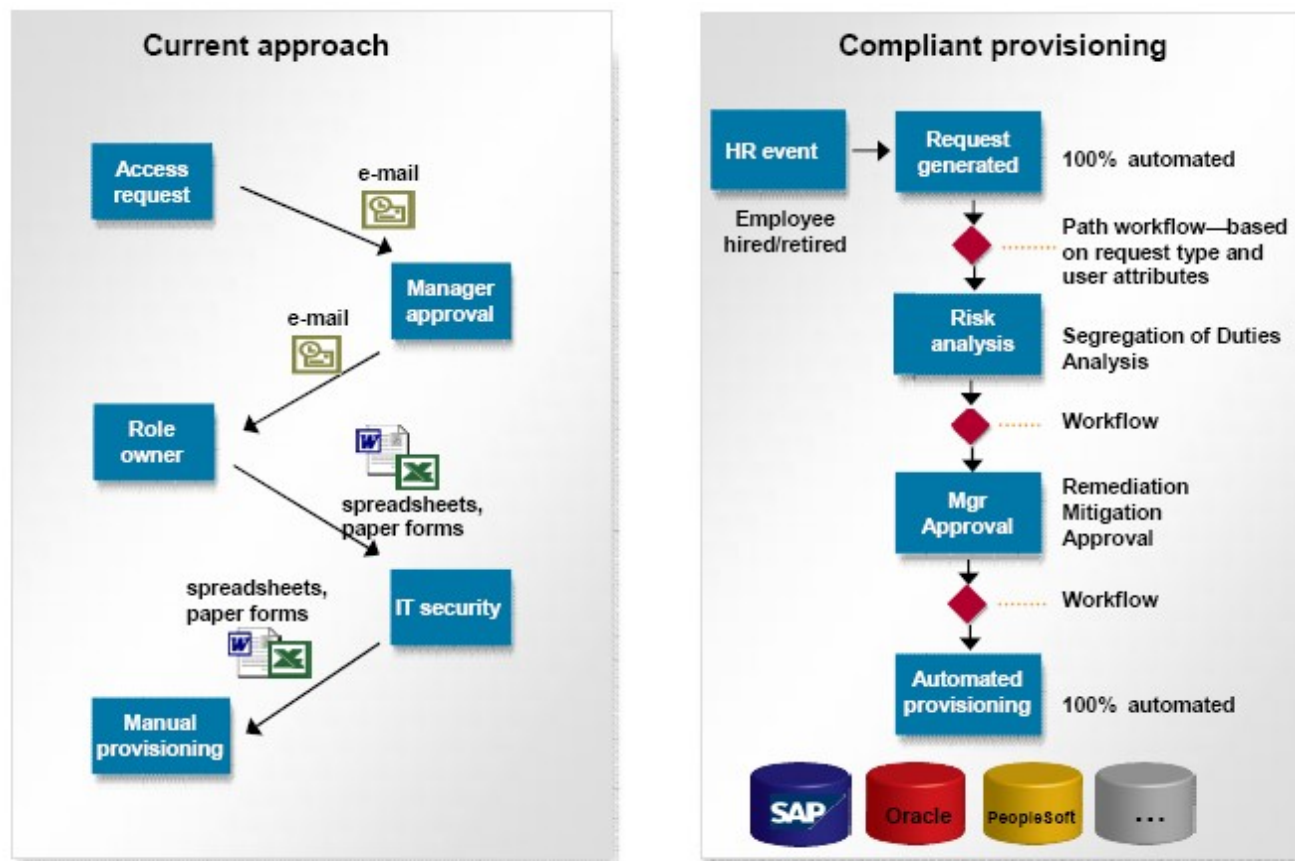 Current approach
Access
request
e-mail
Manager
approval
e-mail
Role
owner
W
X
spreadsheets,
paper forms
IT security
spreadsheets,
paper forms
W
X
Manual
provisioning
Compliant provisioning
HR event
Employee
hired/retired
Request
generated
100% automated
Path workflow—based
on request type and
user attributes
Risk
analysis
Segregation of Duties
Analysis
Workflow
Mgr
Approval
Remediation
Mitigation
Approval
Workflow
Automated
provisioning
100% automated
SAP
Oracle
PeopleSoft
...